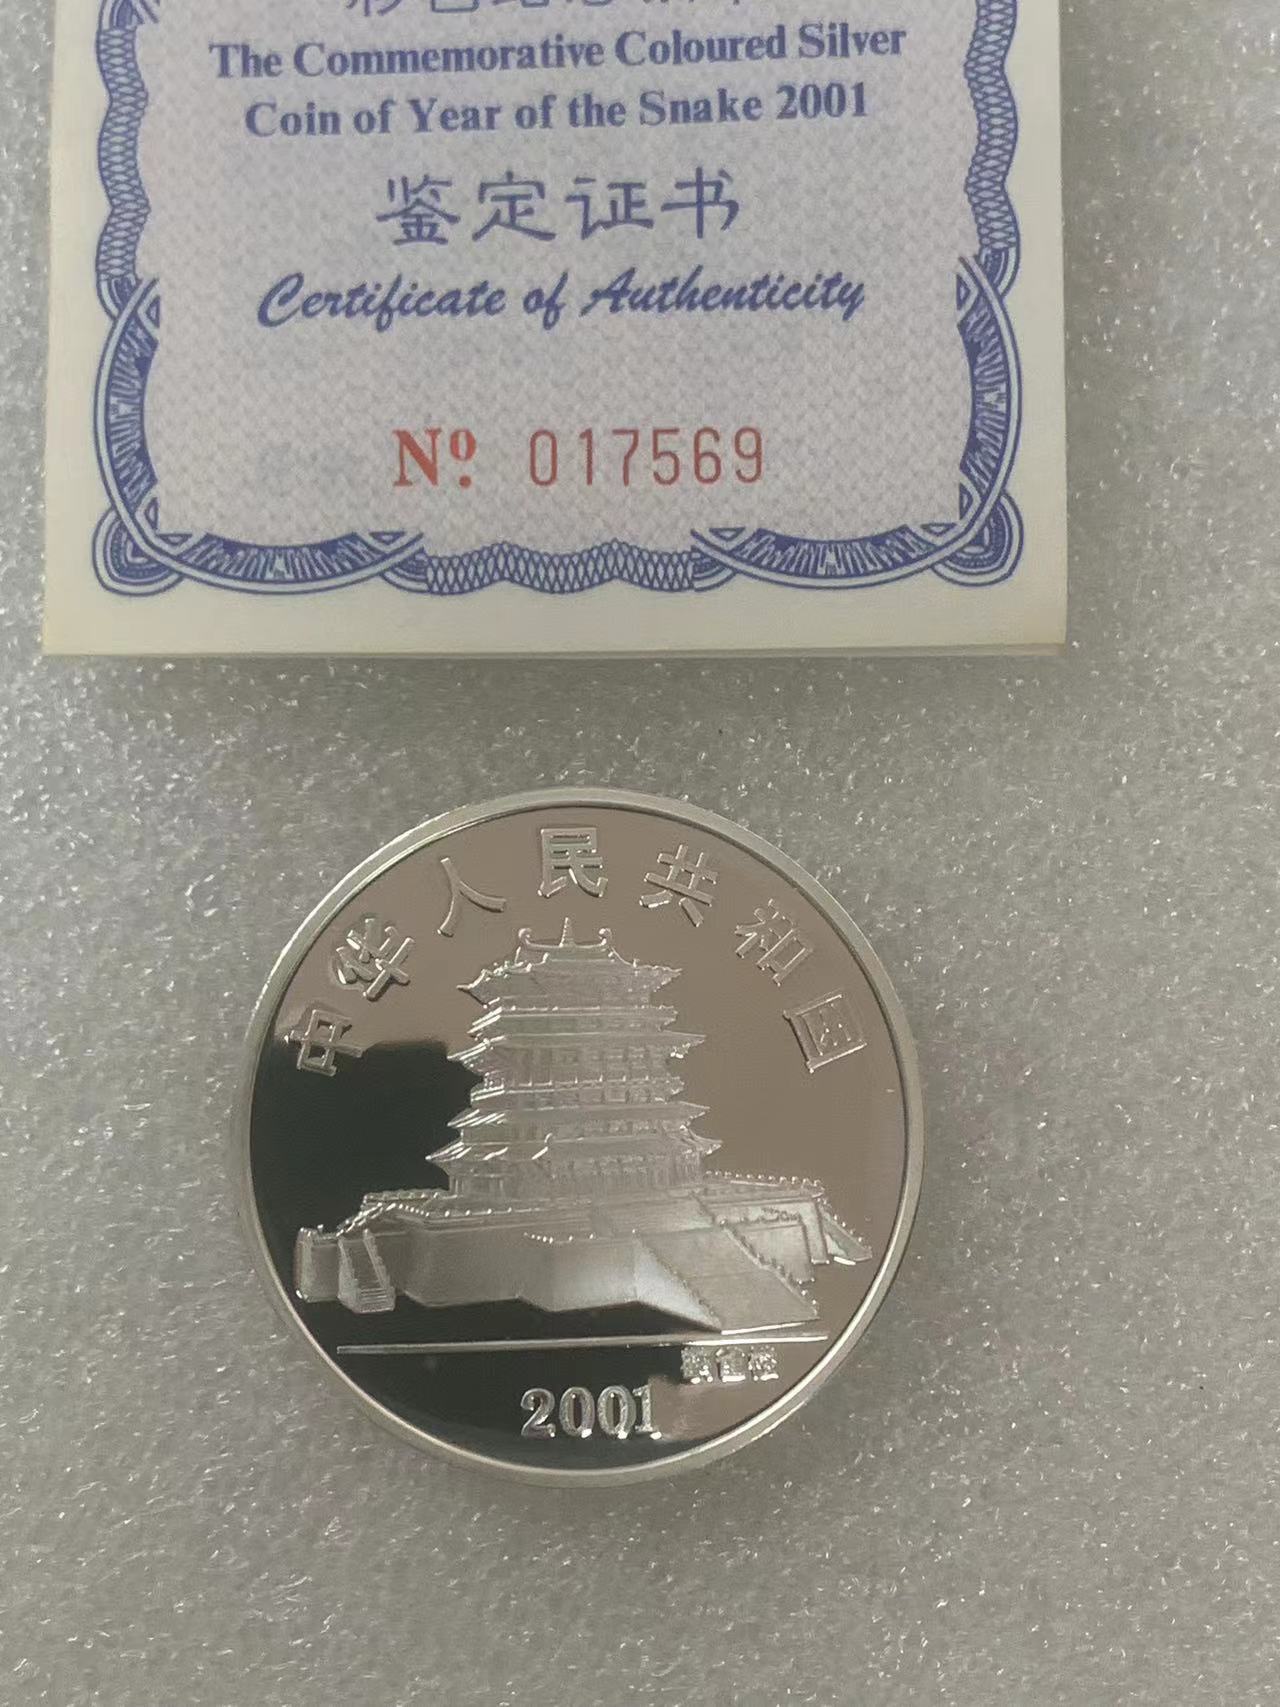 The Commemorative Coloured Silver
Coin of Year of the Snake 2001
鉴定证书
Certificate of Authenticity
Nº. 017569
中华人民共和国
2001